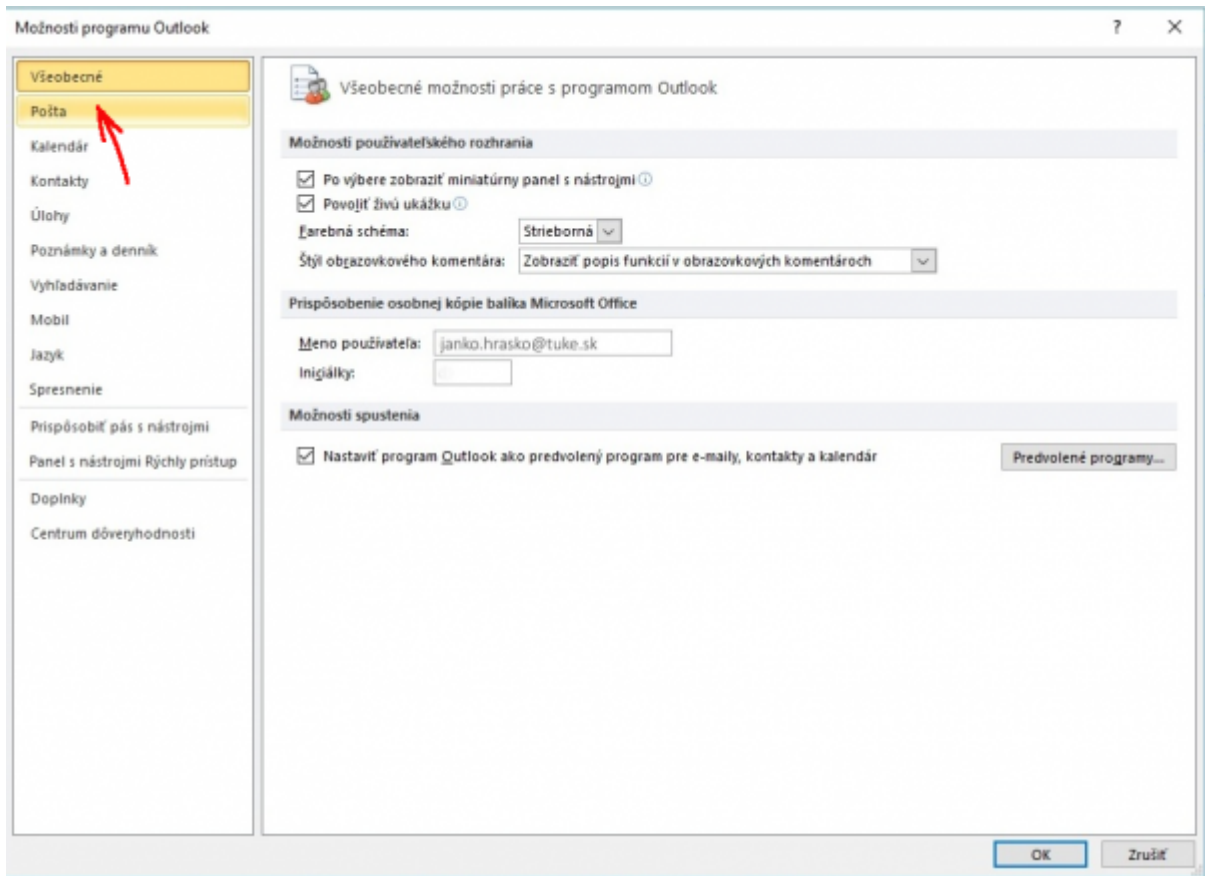 Možnosti programu Outlook
?
Všeobecné
Pošta
Kalendár
Kontakty
Úlohy
Poznámky a denník
Vyhľadávanie
Mobil
Jazyk
Spresnenie
Prispôsobiť pás s nástrojmi
Panel s nástrojmi Rýchly prístup
Doplnky
Centrum dôveryhodnosti
Všeobecné možnosti práce s programom Outlook
Možnosti používateľského rozhrania
Po výbere zobraziť miniatúrny panel s nástrojmi
Povoliť živú ukážku
Farebná schéma: Strieborná
Štýl obrazovkového komentára: Zobraziť popis funkcií v obrazovkových komentároch
Prispôsobenie osobnej kópie balíka Microsoft Office
Meno používateľa: janko.hrasko@tuke.sk
Iniciálky:
Možnosti spustenia
Nastaviť program Outlook ako predvolený program pre e-maily, kontakty a kalendár
Predvolené programy...
OK
Zrušiť